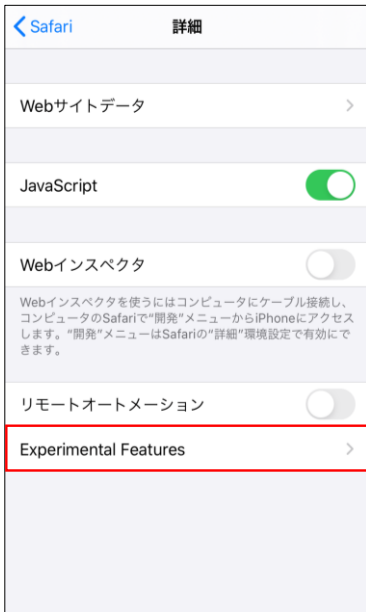 Safari
詳細
Webサイトデータ
JavaScript
Webインスペクタ
Webインスペクタを使うにはコンピュータにケーブル接続し、
コンピュータのSafariで“開発”メニューからiPhoneにアクセス
します。“開発”メニューはSafariの“詳細”環境設定で有効にで
きます。
リモートオートメーション
Experimental Features